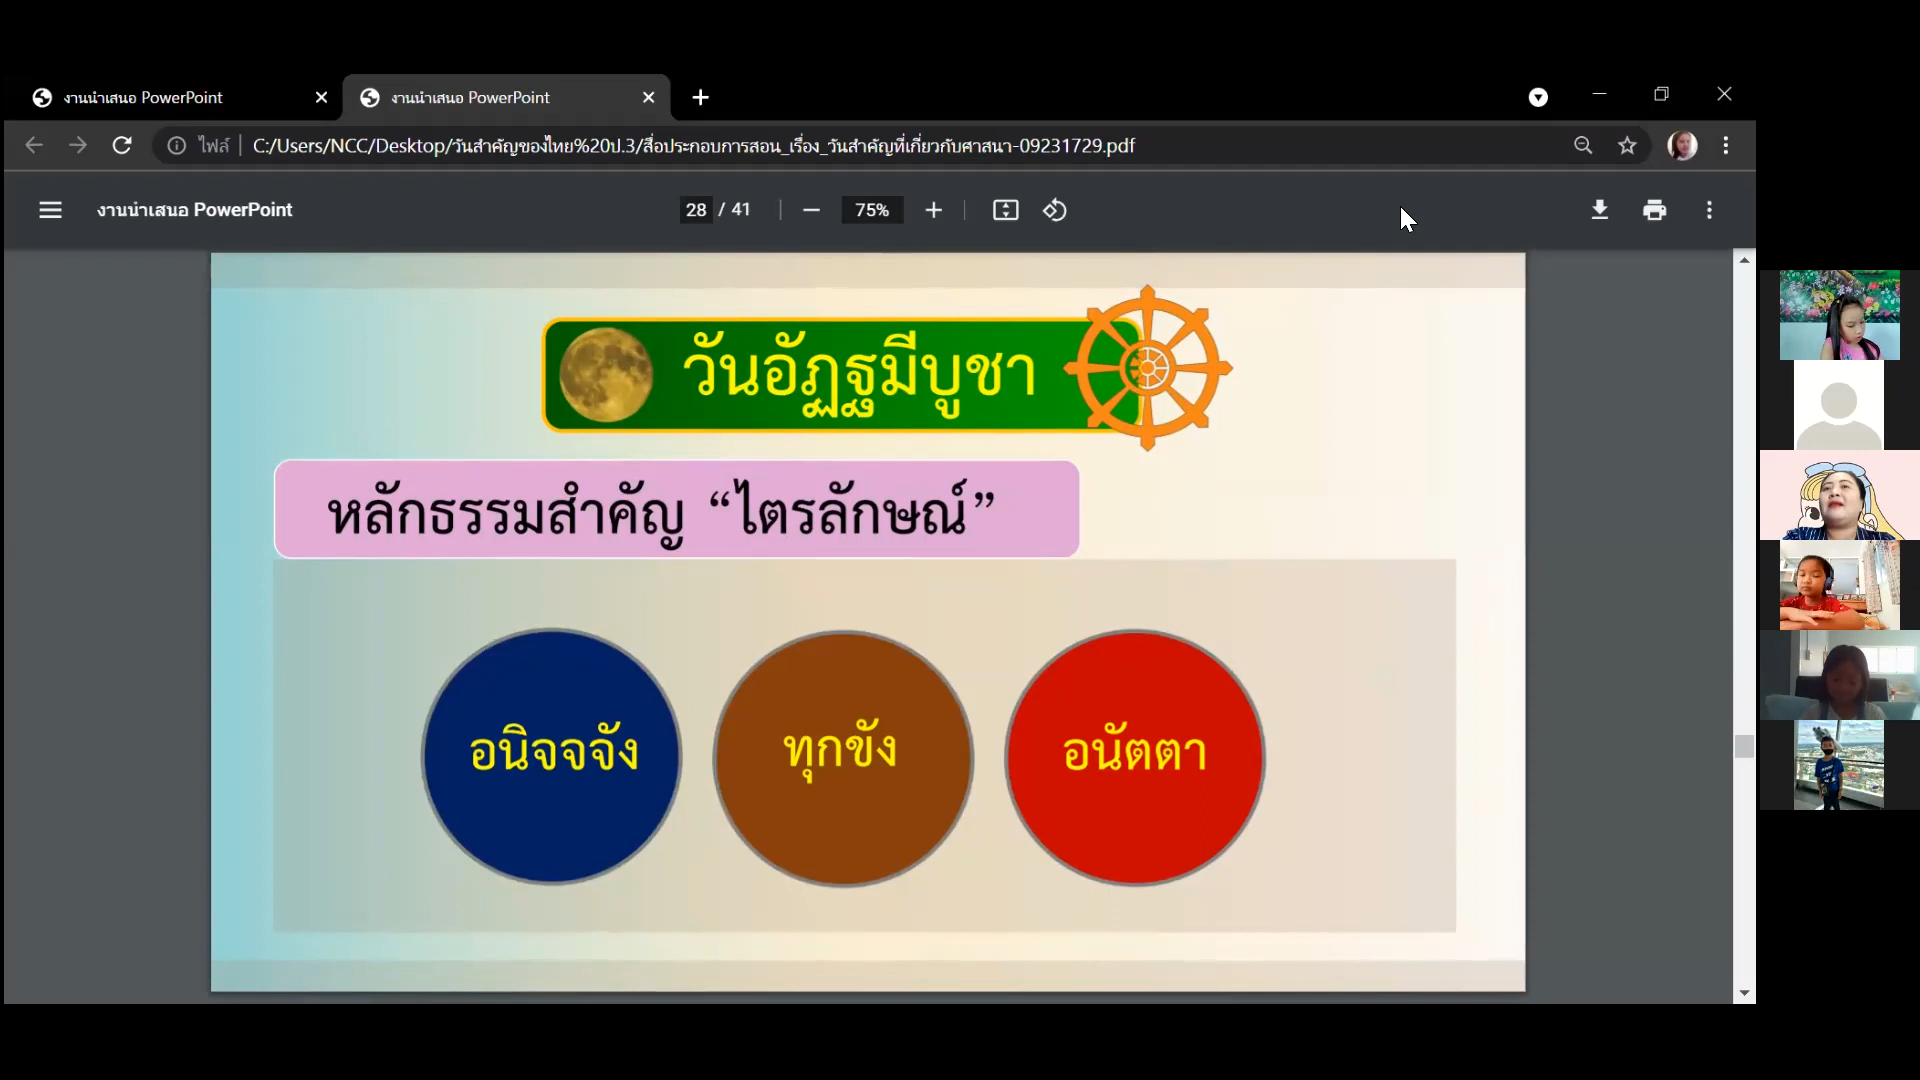 งานนำเสนอ PowerPoint
งานนำเสนอ PowerPoint
ไฟล์ C:/Users/NCC/Desktop/วันสำคัญของไทย%20ป.3/สื่อประกอบการสอน_เรื่อง_วันสำคัญที่เกี่ยวกับศาสนา-09231729.pdf
งานนำเสนอ PowerPoint 28 / 41 75%
วันอัฏฐมีบูชา
หลักธรรมสำคัญ “ไตรลักษณ์”
อนิจจจัง ทุกขัง อนัตตา